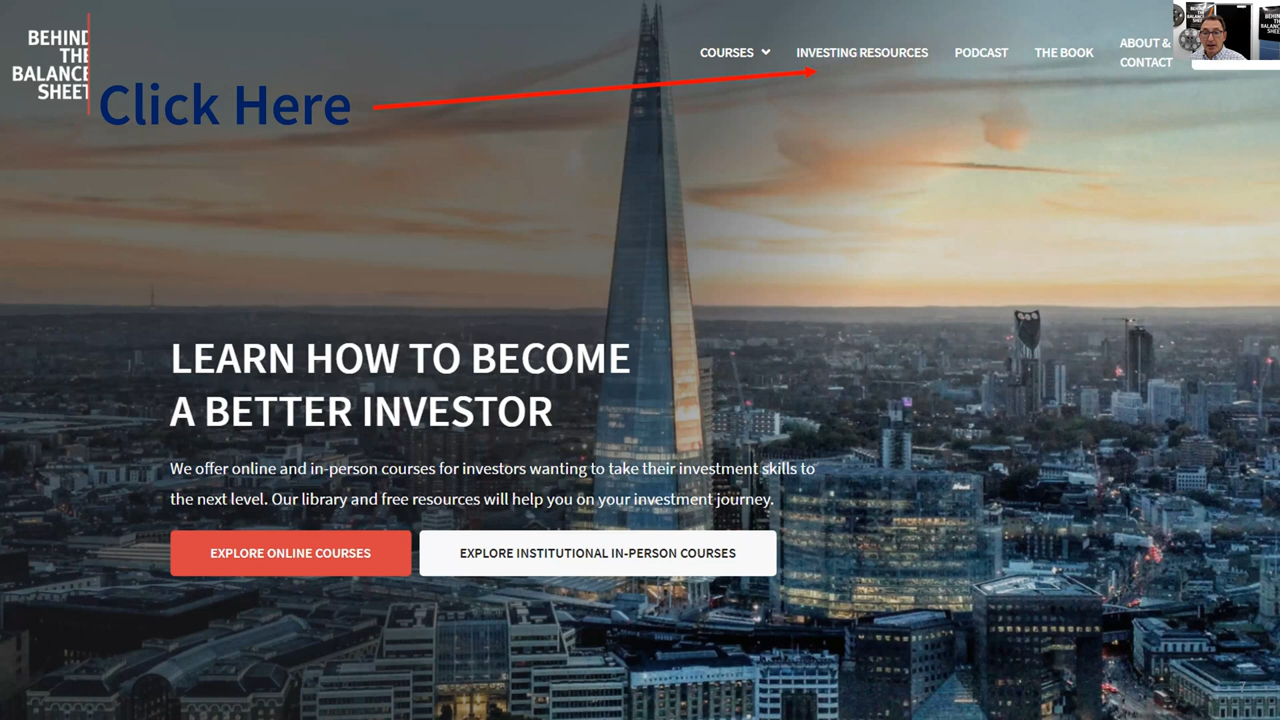 BEHIND
THE
BALANCE
SHEET
COURSES
INVESTING RESOURCES
PODCAST
THE BOOK
ABOUT &
CONTACT
Click Here
LEARN HOW TO BECOME
A BETTER INVESTOR
We offer online and in-person courses for investors wanting to take their investment skills to
the next level. Our library and free resources will help you on your investment journey.
EXPLORE ONLINE COURSES
EXPLORE INSTITUTIONAL IN-PERSON COURSES